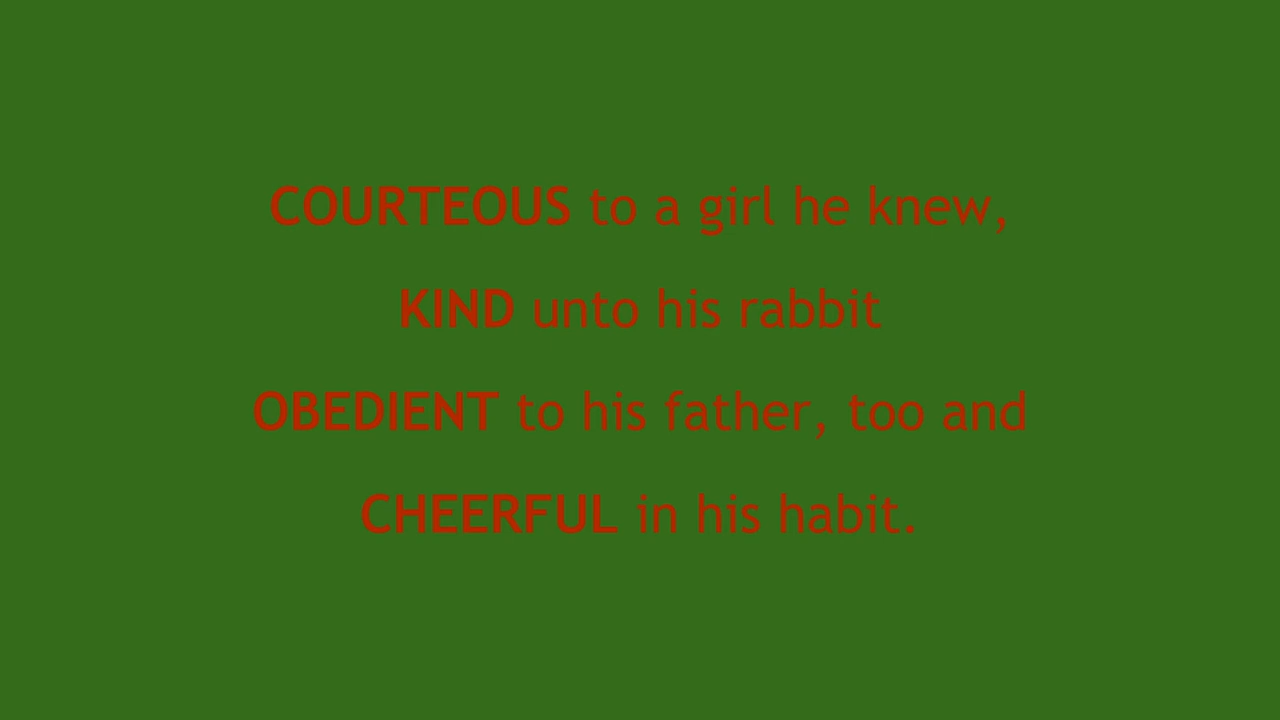 COURTEOUS to a girl he knew,
KIND unto his rabbit
OBEDIENT to his father, too and
CHEERFUL in his habit.